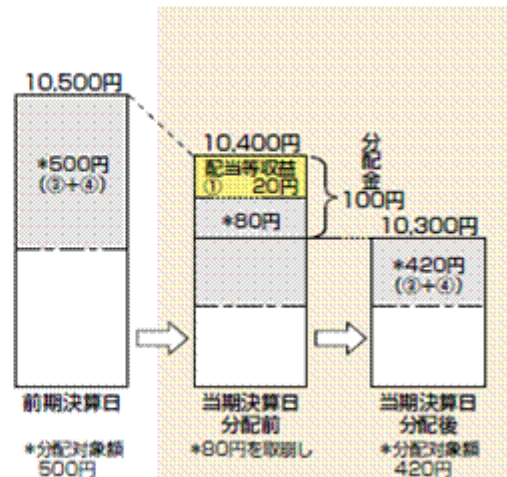 10,500円
*500円
(③+④)
前期決算日
*分配対象額
500円
10,400円
配当等収益
① 20円
*80円
分配金
100円
当期決算日
分配前
*80円を取崩し
10,300円
*420円
(③+④)
当期決算日
分配後
*分配対象額
420円